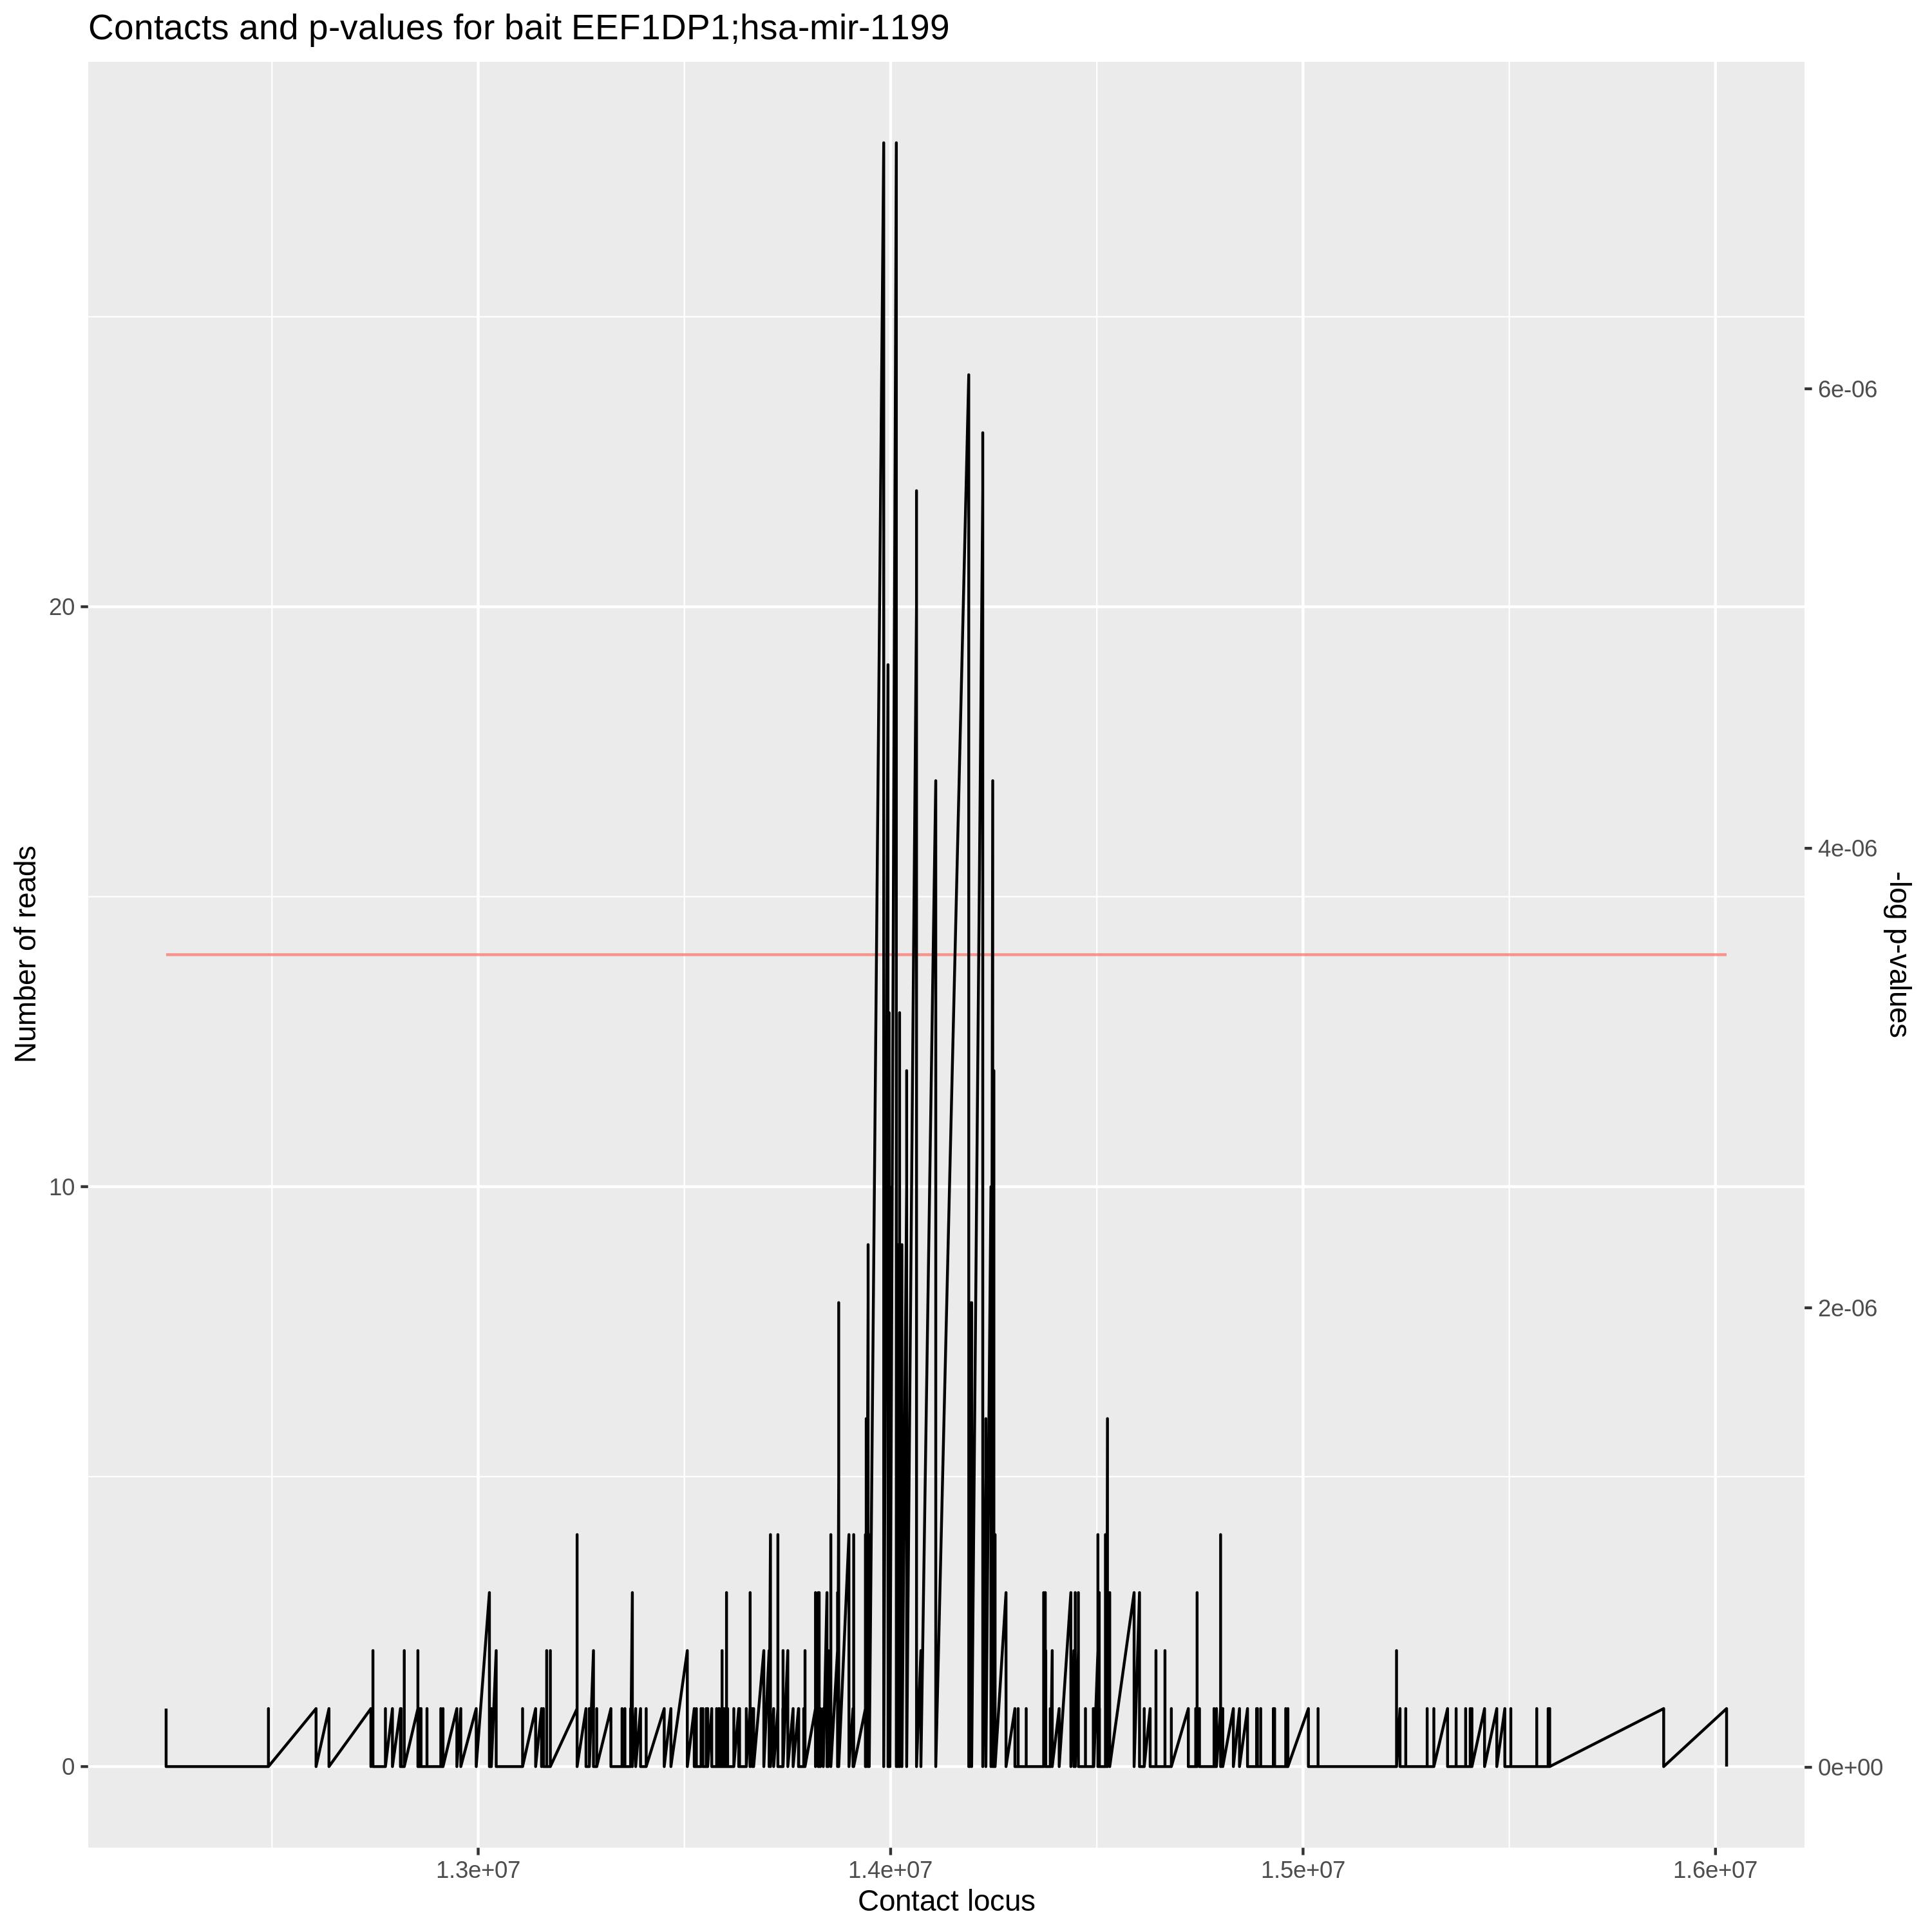 Contacts and p-values for bait EEF1DP1;hsa-mir-1199
Number of reads
20
10
0
6e-06
4e-06
2e-06
0e+00
-log p-values
1.3e+07
1.4e+07
1.5e+07
1.6e+07
Contact locus